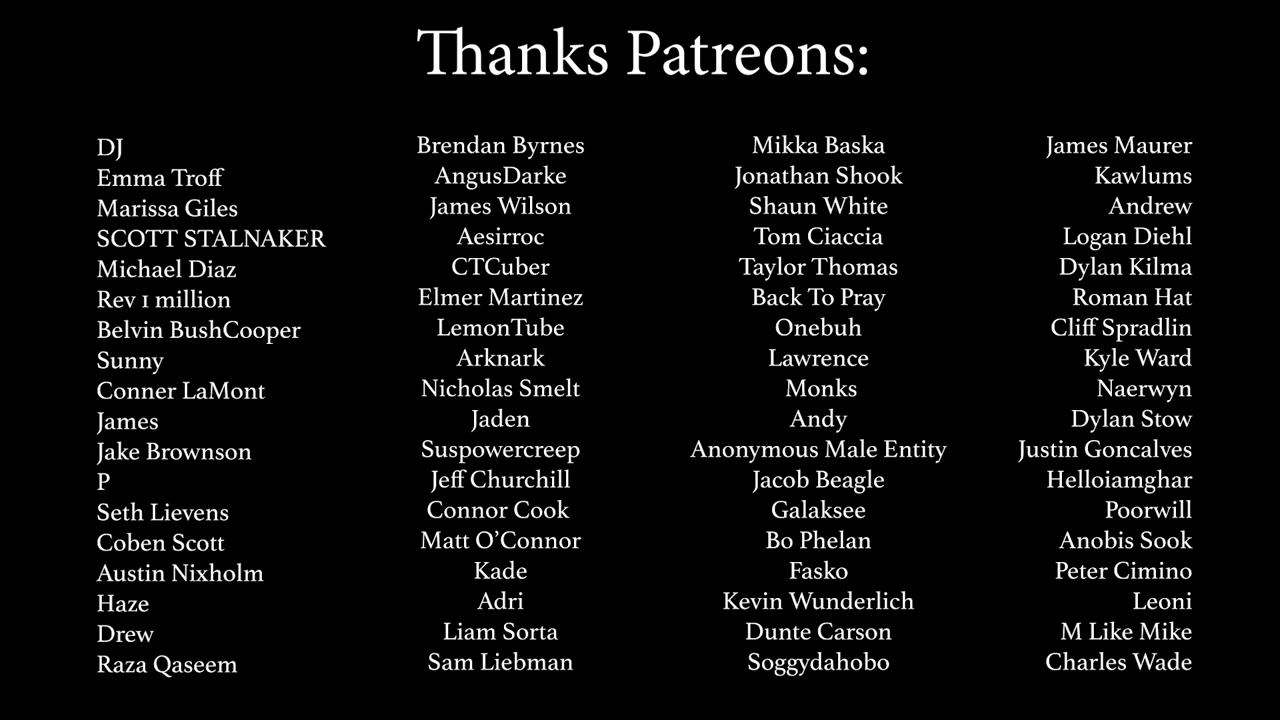 Thanks Patreons:
DJ
Emma Troff
Marissa Giles
SCOTT STALNAKER
Michael Diaz
Rev 1 million
Belvin BushCooper
Sunny
Conner LaMont
James
Jake Brownson
P
Seth Lievens
Coben Scott
Austin Nixholm
Haze
Drew
Raza Qaseem
Brendan Byrnes
AngusDarke
James Wilson
Aesirroc
CTCuber
Elmer Martinez
LemonTube
Arknark
Nicholas Smelt
Jaden
Suspowercreep
Jeff Churchill
Connor Cook
Matt O’Connor
Kade
Adri
Liam Sorta
Sam Liebman
Mikka Baska
Jonathan Shook
Shaun White
Tom Ciaccia
Taylor Thomas
Back To Pray
Onebuh
Lawrence
Monks
Andy
Anonymous Male Entity
Jacob Beagle
Galaksee
Bo Phelan
Fasko
Kevin Wunderlich
Dunte Carson
Soggydahobo
James Maurer
Kawlums
Andrew
Logan Diehl
Dylan Kilma
Roman Hat
Cliff Spradlin
Kyle Ward
Naerwyn
Dylan Stow
Justin Goncalves
Helloiamghar
Poorwill
Anobis Sook
Peter Cimino
Leoni
M Like Mike
Charles Wade